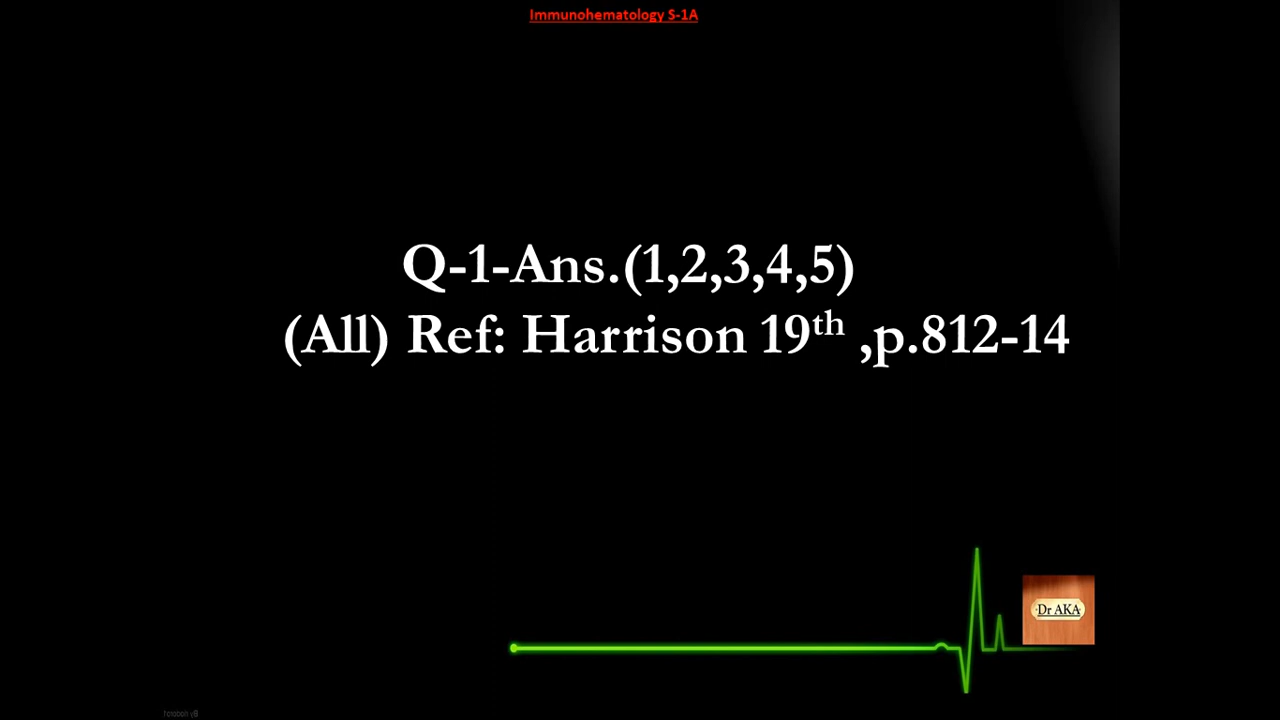 Immunohematology S-1A
Q-1-Ans.(1,2,3,4,5)
(All) Ref: Harrison 19th ,p.812-14
Dr AKA